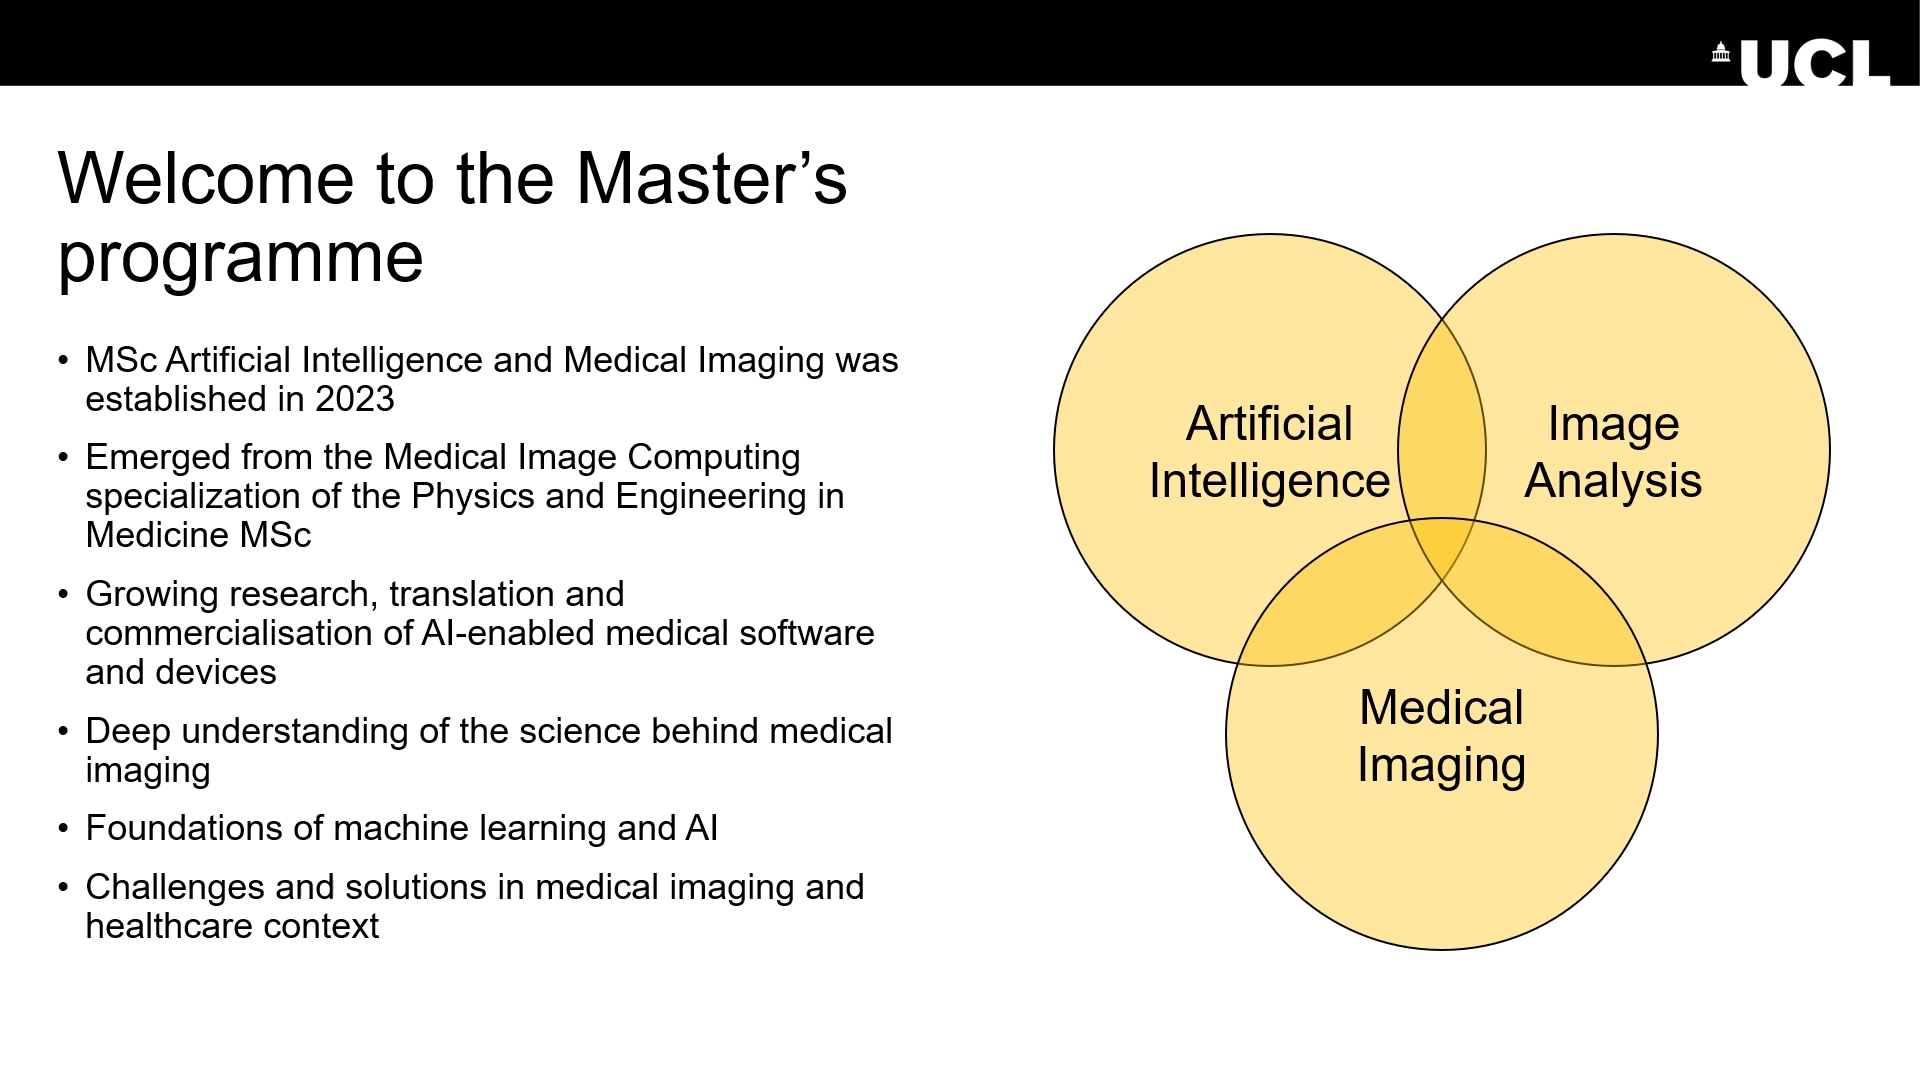 UCL
Welcome to the Master’s
programme
• MSc Artificial Intelligence and Medical Imaging was
established in 2023
• Emerged from the Medical Image Computing
specialization of the Physics and Engineering in
Medicine MSc
• Growing research, translation and
commercialisation of AI-enabled medical software
and devices
• Deep understanding of the science behind medical
imaging
• Foundations of machine learning and AI
• Challenges and solutions in medical imaging and
healthcare context
Artificial
Intelligence
Image
Analysis
Medical
Imaging